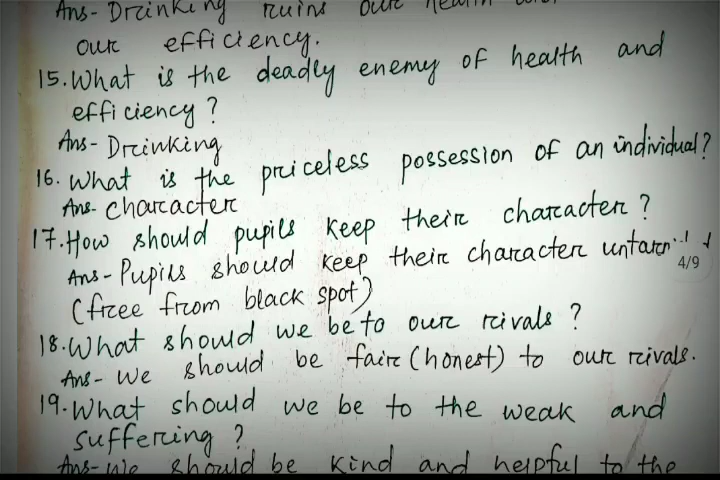 Ans- Drinking ruins our health
our efficiency.
15. What is the deadly enemy of health and
efficiency?
Ans- Drinking
16. What is the priceless possession of an individual?
Ans- character
17. How should pupils keep their character?
Ans- Pupils should keep their character
4/9
(free from black spot)
18. What should we be to our rivals?
Ans- We should be fair (honest) to our rivals.
19. What should we be to the weak and
suffering?
Ans- We should be kind and helpful to the